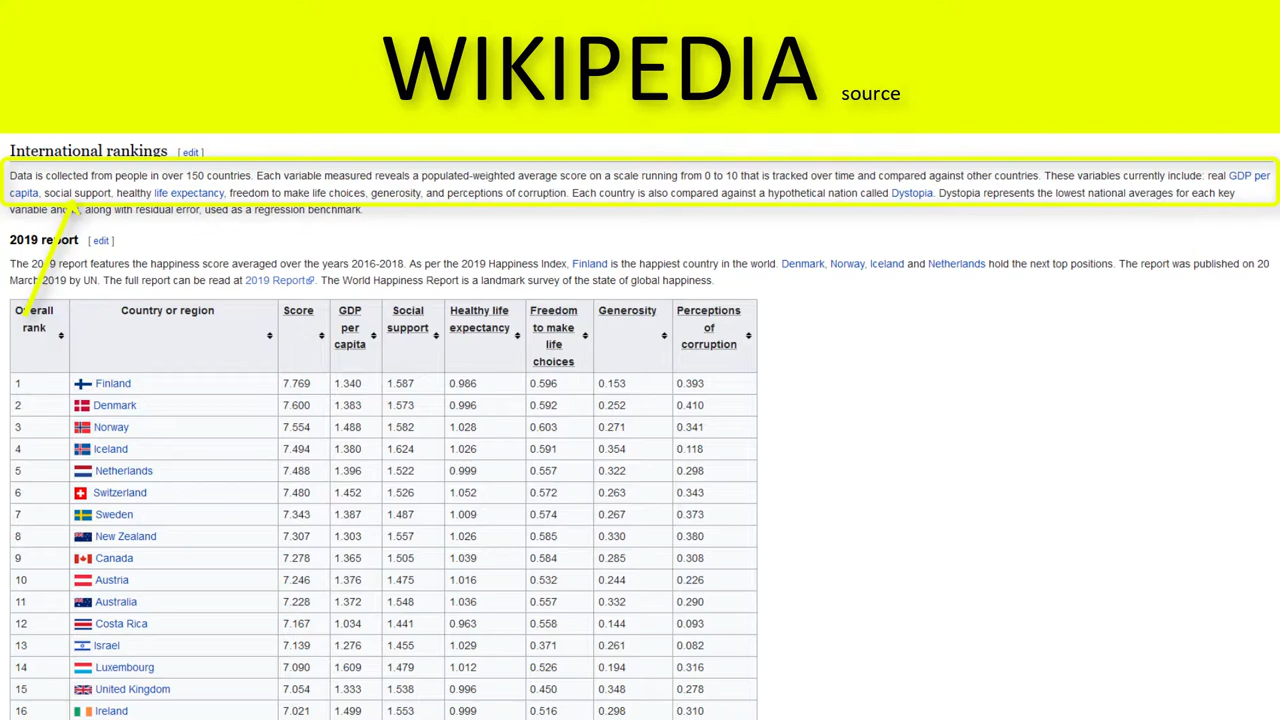 WIKIPEDIA source
International rankings [ edit ]
Data is collected from people in over 150 countries. Each variable measured reveals a populated-weighted average score on a scale running from 0 to 10 that is tracked over time and compared against other countries. These variables currently include: real GDP per
capita, social support, healthy life expectancy, freedom to make life choices, generosity, and perceptions of corruption. Each country is also compared against a hypothetical nation called Dystopia. Dystopia represents the lowest national averages for each key
variable and is, along with residual error, used as a regression benchmark.
2019 report [ edit ]
The 2019 report features the happiness score averaged over the years 2016-2018. As per the 2019 Happiness Index, Finland is the happiest country in the world. Denmark, Norway, Iceland and Netherlands hold the next top positions. The report was published on 20
March 2019 by UN. The full report can be read at 2019 Report. The World Happiness Report is a landmark survey of the state of global happiness.
Overall rank Country or region Score GDP per capita Social support Healthy life expectancy Freedom to make life choices Generosity Perceptions of corruption
1 Finland 7.769 1.340 1.587 0.986 0.596 0.153 0.393
2 Denmark 7.600 1.383 1.573 0.996 0.592 0.252 0.410
3 Norway 7.554 1.488 1.582 1.028 0.603 0.271 0.341
4 Iceland 7.494 1.380 1.624 1.026 0.591 0.354 0.118
5 Netherlands 7.488 1.396 1.522 0.999 0.557 0.322 0.298
6 Switzerland 7.480 1.452 1.526 1.052 0.572 0.263 0.343
7 Sweden 7.343 1.387 1.487 1.009 0.574 0.267 0.373
8 New Zealand 7.307 1.303 1.557 1.026 0.585 0.330 0.380
9 Canada 7.278 1.365 1.505 1.039 0.584 0.285 0.308
10 Austria 7.246 1.376 1.475 1.016 0.532 0.244 0.226
11 Australia 7.228 1.372 1.548 1.036 0.557 0.332 0.290
12 Costa Rica 7.167 1.034 1.441 0.963 0.558 0.144 0.093
13 Israel 7.139 1.276 1.455 1.029 0.371 0.261 0.082
14 Luxembourg 7.090 1.609 1.479 1.012 0.526 0.194 0.316
15 United Kingdom 7.054 1.333 1.538 0.996 0.450 0.348 0.278
16 Ireland 7.021 1.499 1.553 0.999 0.516 0.298 0.310